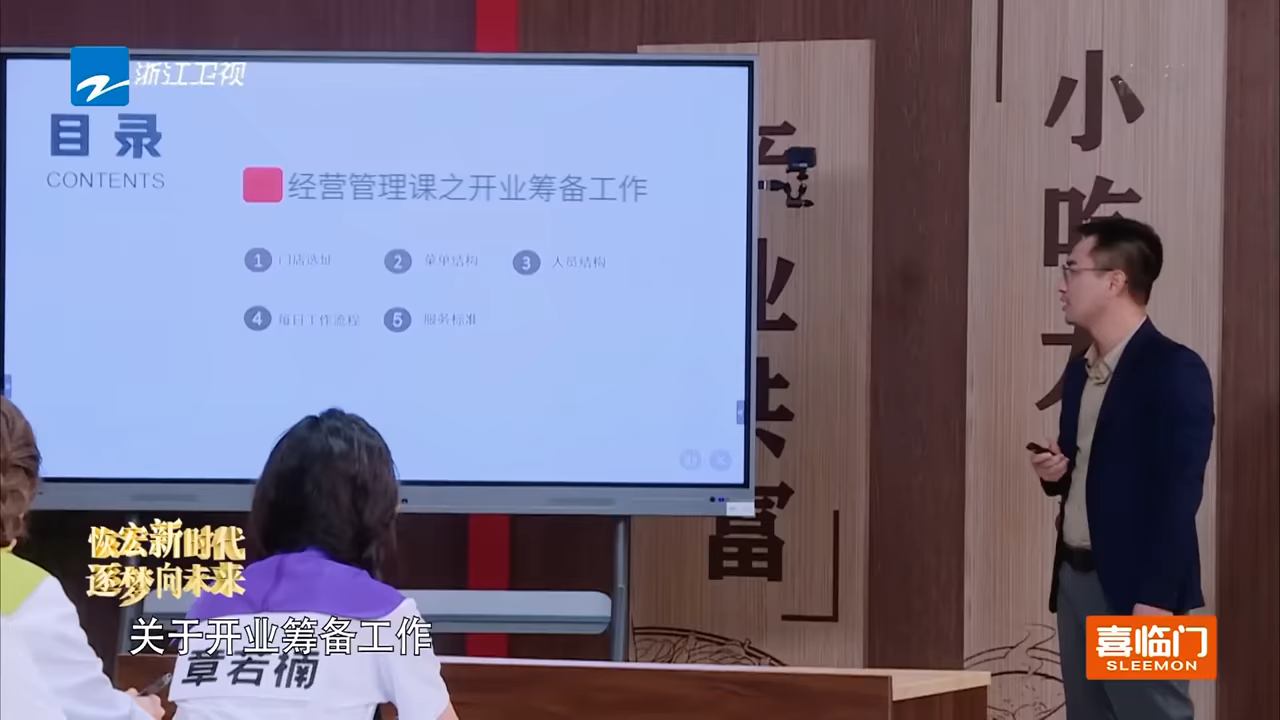 浙江卫视
目录
CONTENTS
经营管理课之开业筹备工作
1 门店选址
2 菜单结构
3 人员结构
4 每日工作流程
5 服务标准
业共富
小吃
恢宏新时代
逐梦向未来
关于开业筹备工作
章若楠
喜临门
SLEEMON